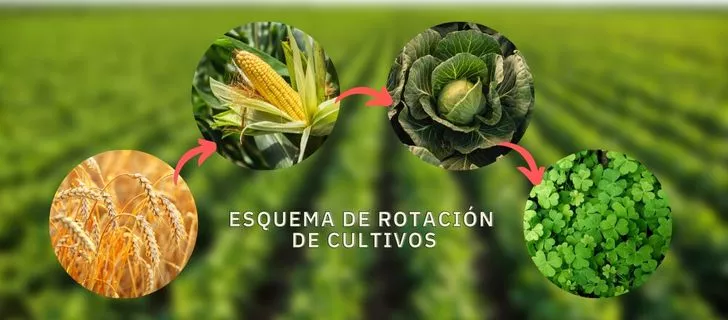 ESQUEMA DE ROTACIÓN
DE CULTIVOS